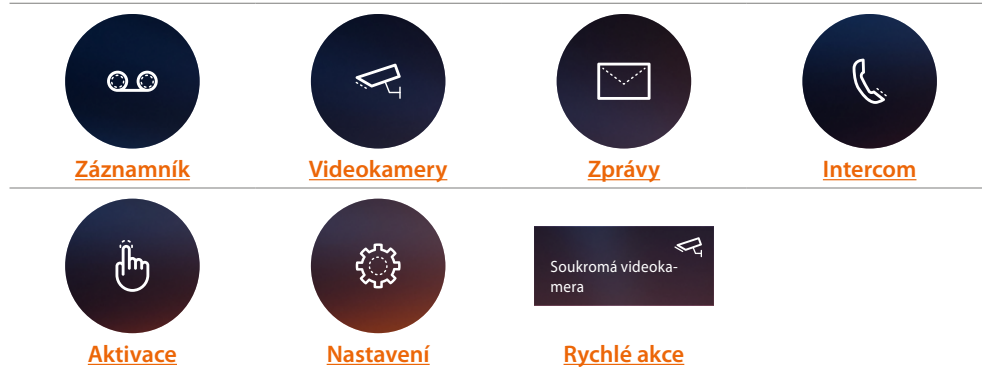 Záznamník
Videokamery
Zprávy
Intercom
Soukromá videoka-
mera
Aktivace
Nastavení
Rychlé akce